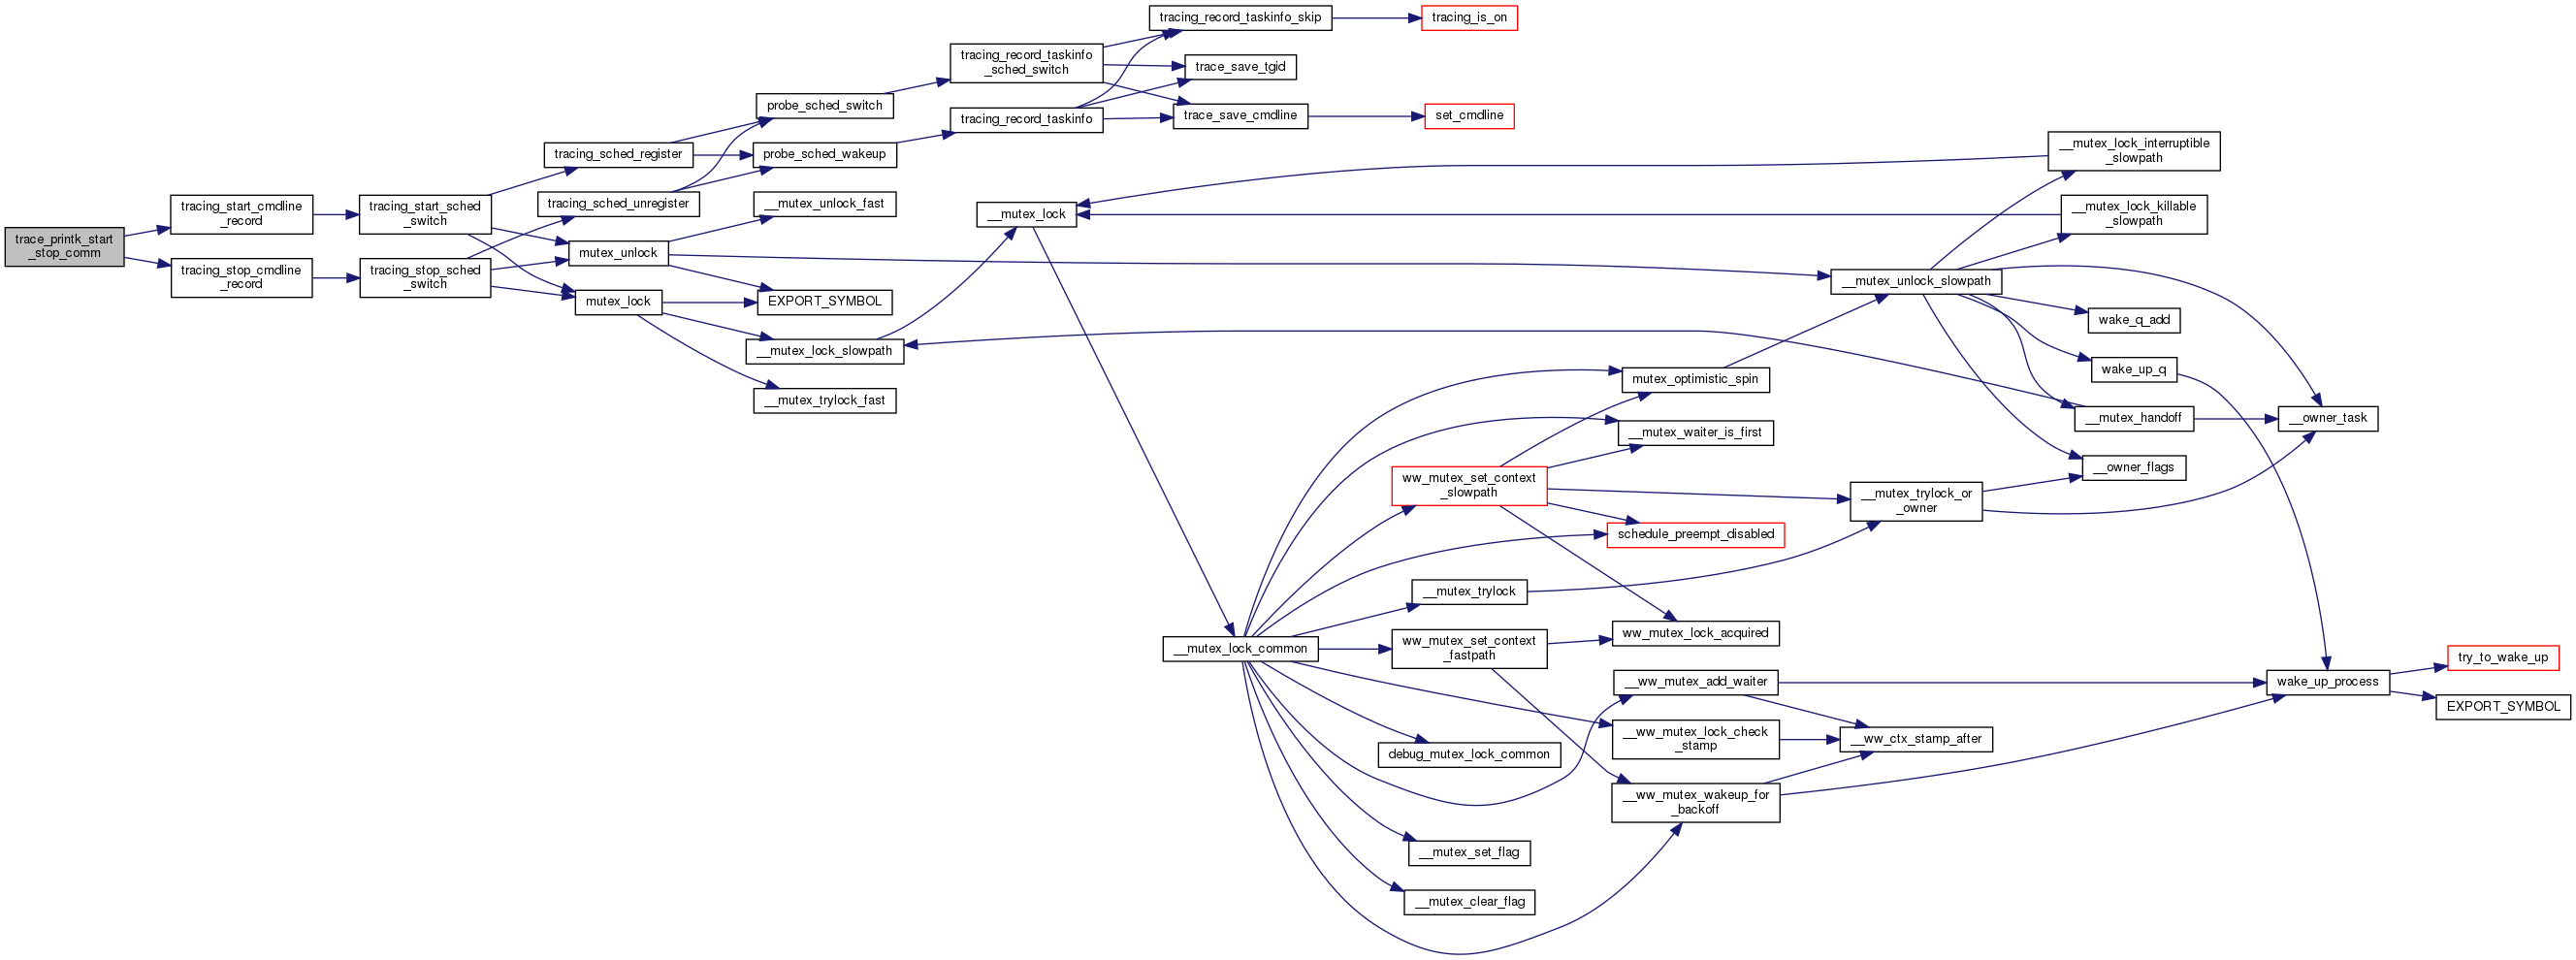 trace_printk_start
_stop_comm
tracing_start_cmdline
_record
tracing_stop_cmdline
_record
tracing_start_sched
_switch
tracing_stop_sched
_switch
tracing_sched_register
tracing_sched_unregister
mutex_unlock
mutex_lock
probe_sched_switch
probe_sched_wakeup
__mutex_unlock_fast
EXPORT_SYMBOL
__mutex_lock_slowpath
__mutex_trylock_fast
tracing_record_taskinfo
_sched_switch
tracing_record_taskinfo
__mutex_lock
tracing_record_taskinfo_skip
trace_save_tgid
trace_save_cmdline
__mutex_lock_common
tracing_is_on
set_cmdline
ww_mutex_set_context
_slowpath
__mutex_trylock
ww_mutex_set_context
_fastpath
debug_mutex_lock_common
__mutex_set_flag
__mutex_clear_flag
mutex_optimistic_spin
__mutex_waiter_is_first
schedule_preempt_disabled
ww_mutex_lock_acquired
__ww_mutex_add_waiter
__ww_mutex_lock_check
_stamp
__ww_mutex_wakeup_for
_backoff
__mutex_unlock_slowpath
__mutex_trylock_or
_owner
__ww_ctx_stamp_after
__mutex_lock_interruptible
_slowpath
__mutex_lock_killable
_slowpath
wake_q_add
wake_up_q
__mutex_handoff
__owner_flags
__owner_task
wake_up_process
try_to_wake_up
EXPORT_SYMBOL